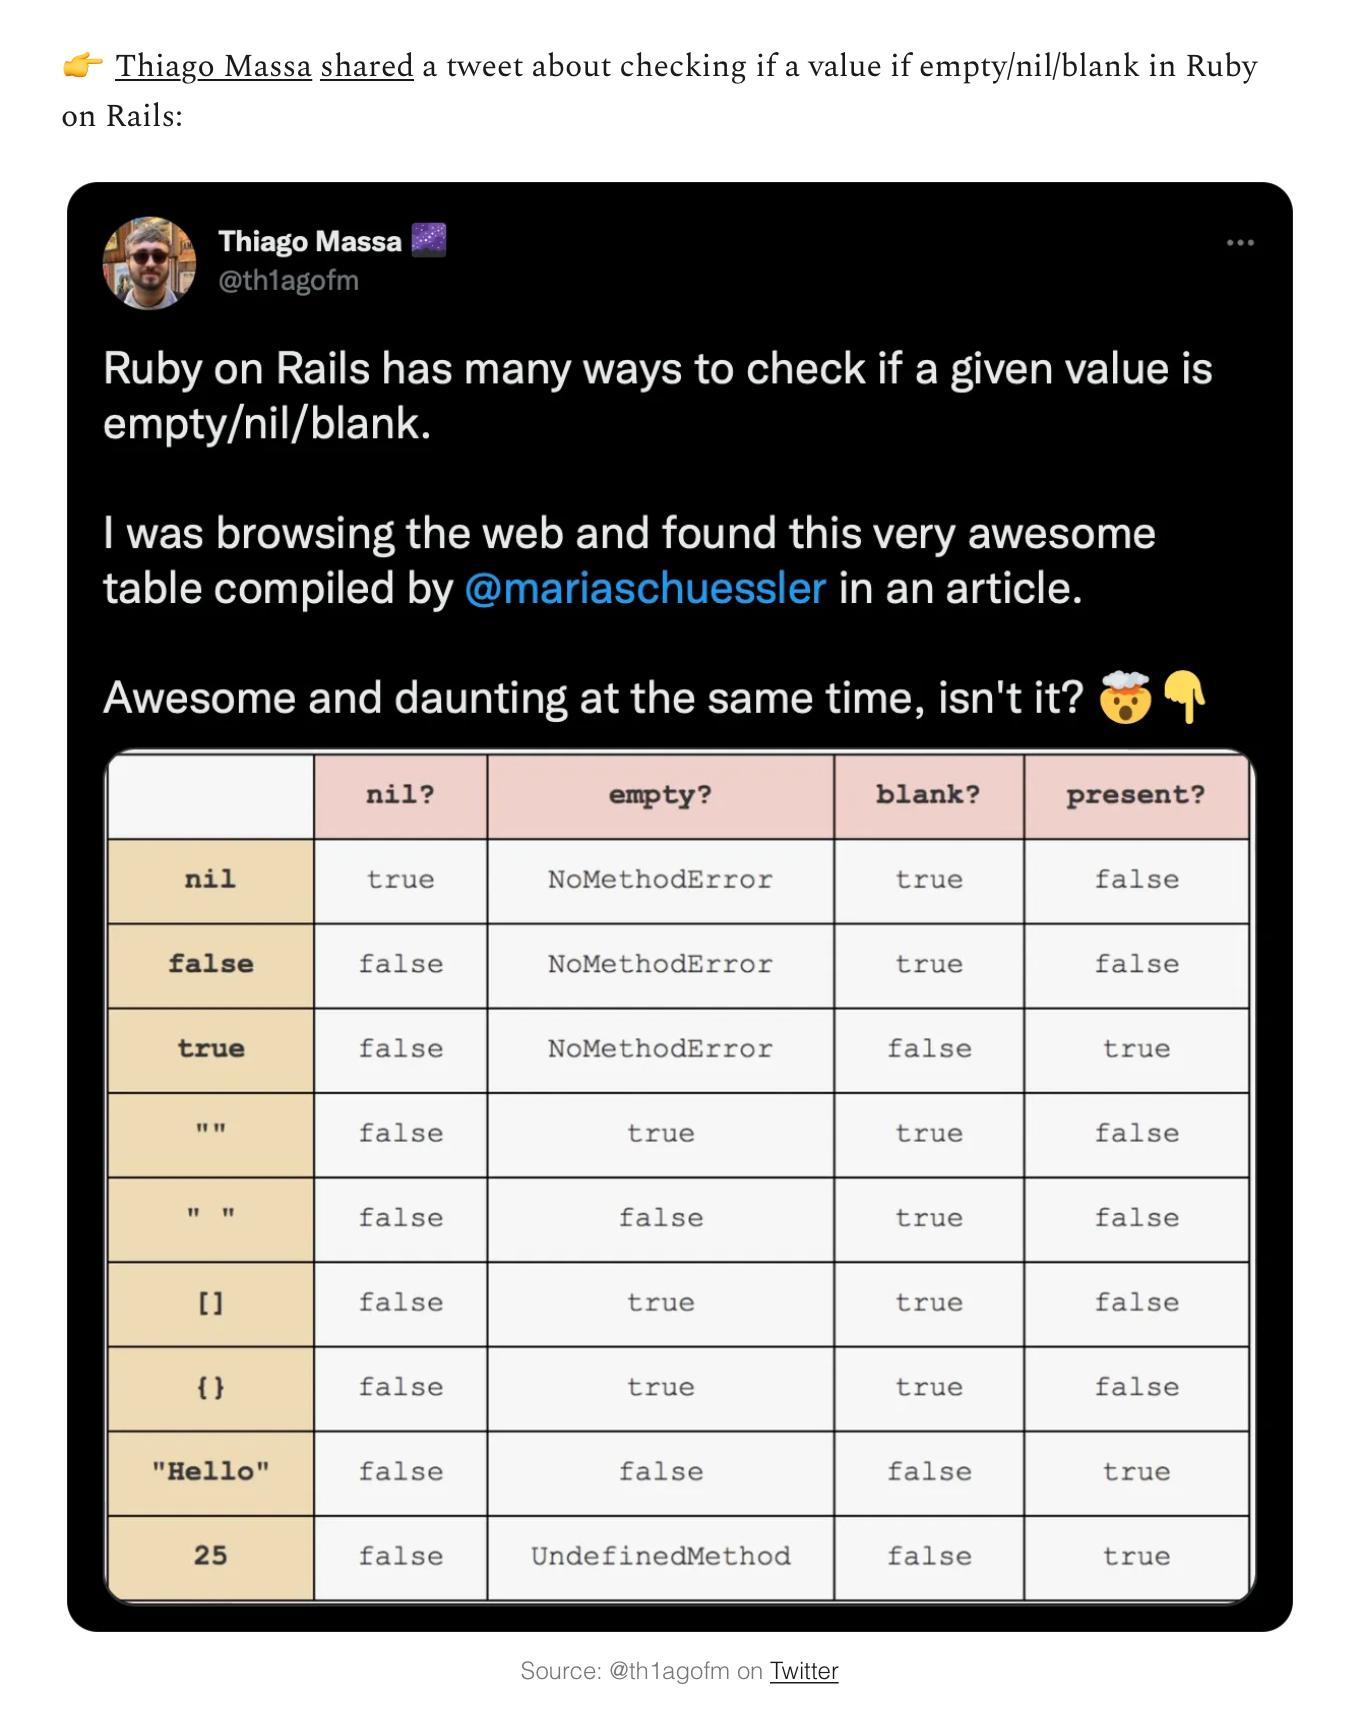 👉 Thiago Massa shared a tweet about checking if a value if empty/nil/blank in Ruby
on Rails:
Thiago Massa
@th1agofm
Ruby on Rails has many ways to check if a given value is
empty/nil/blank.
I was browsing the web and found this very awesome
table compiled by @mariaschuessler in an article.
Awesome and daunting at the same time, isn't it? 🤯👇
nil? empty? blank? present?
nil true NoMethodError true false
false false NoMethodError true false
true false NoMethodError false true
"" false true true false
" " false false true false
[] false true true false
{} false true true false
"Hello" false false false true
25 false UndefinedMethod false true
Source: @th1agofm on Twitter